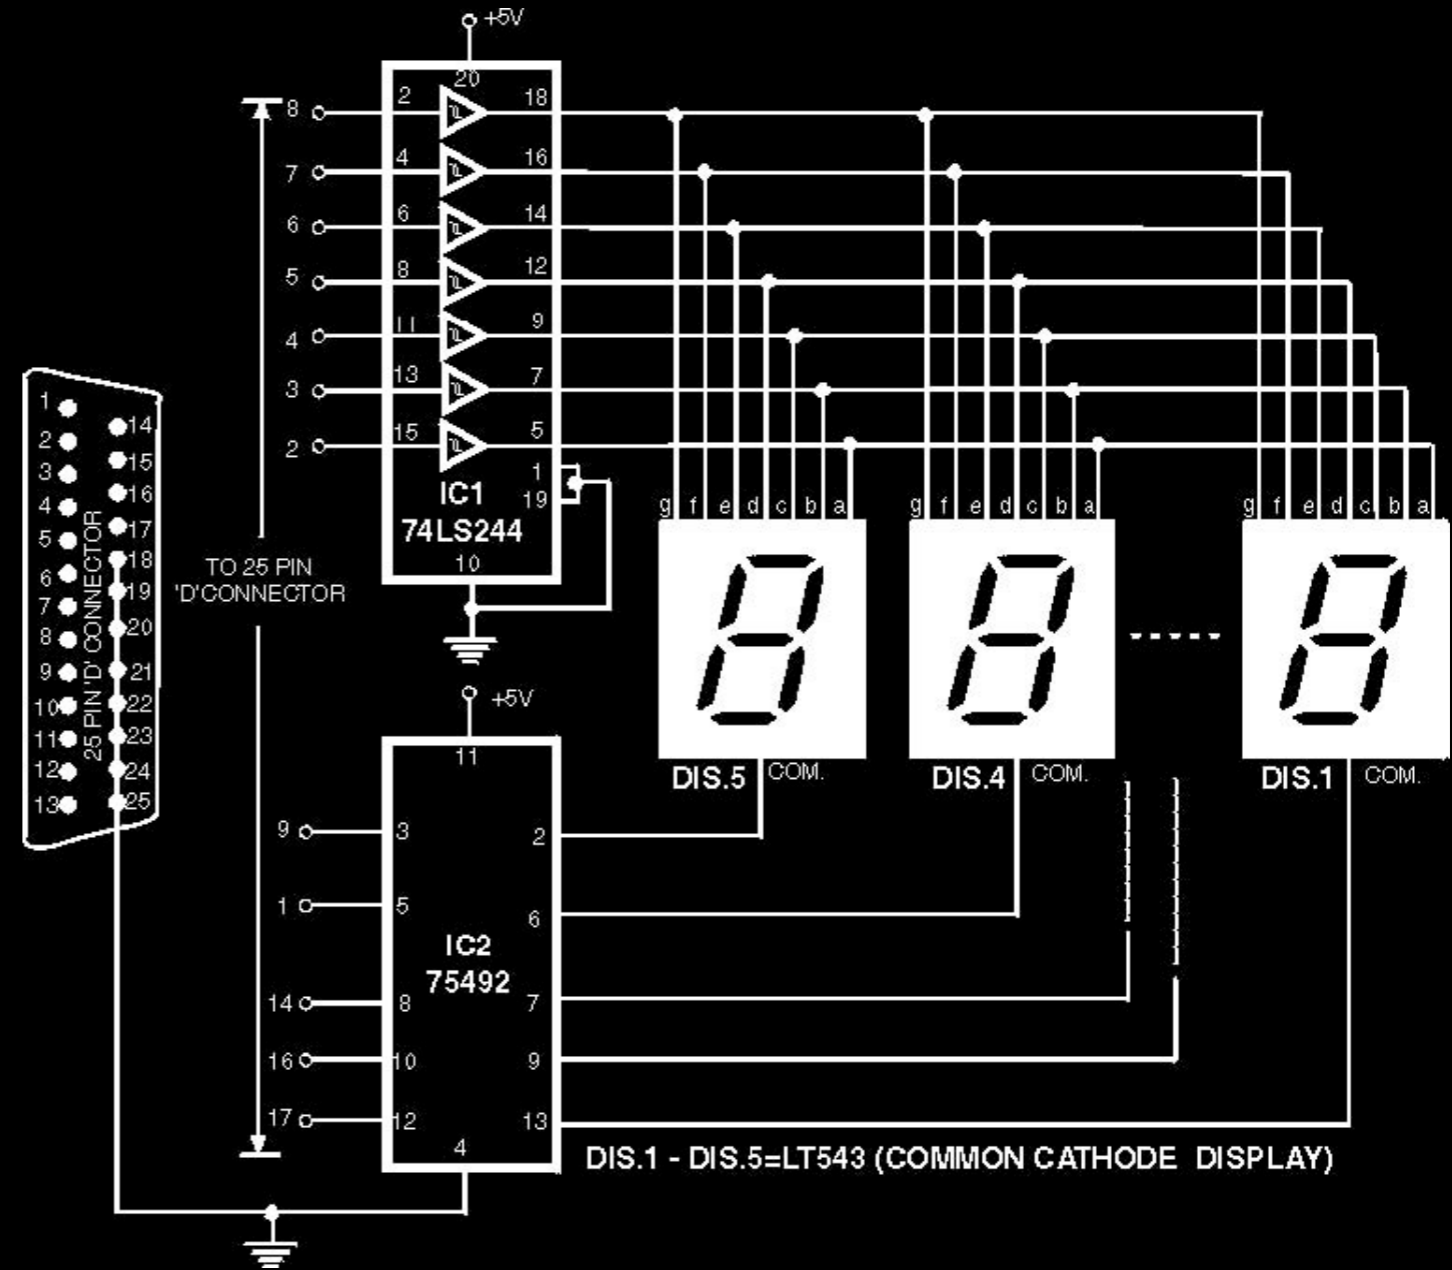 +5V
20
8 2 18
7 4 16
6 6 14
5 8 12
4 11 9
3 13 7
2 15 5
1
19
IC1
74LS244
10
TO 25 PIN
'D'CONNECTOR
1
2
3
4
5
6
7
8
9
10
11
12
13
14
15
16
17
18
19
20
21
22
23
24
25
25 PIN 'D' CONNECTOR
g f e d c b a
g f e d c b a
g f e d c b a
DIS.5 COM.
DIS.4 COM.
DIS.1 COM.
+5V
11
9 3 2
1 5 6
IC2
75492
14 8 7
16 10 9
17 12 13
4
DIS.1 - DIS.5=LT543 (COMMON CATHODE DISPLAY)